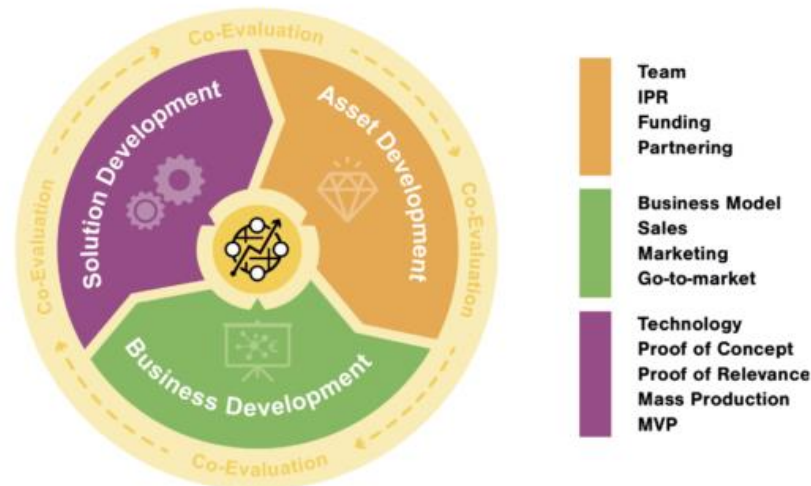 Co-Evaluation
Solution Development
Asset Development
Co-Evaluation
Co-Evaluation
Business Development
Co-Evaluation
Team
IPR
Funding
Partnering
Business Model
Sales
Marketing
Go-to-market
Technology
Proof of Concept
Proof of Relevance
Mass Production
MVP